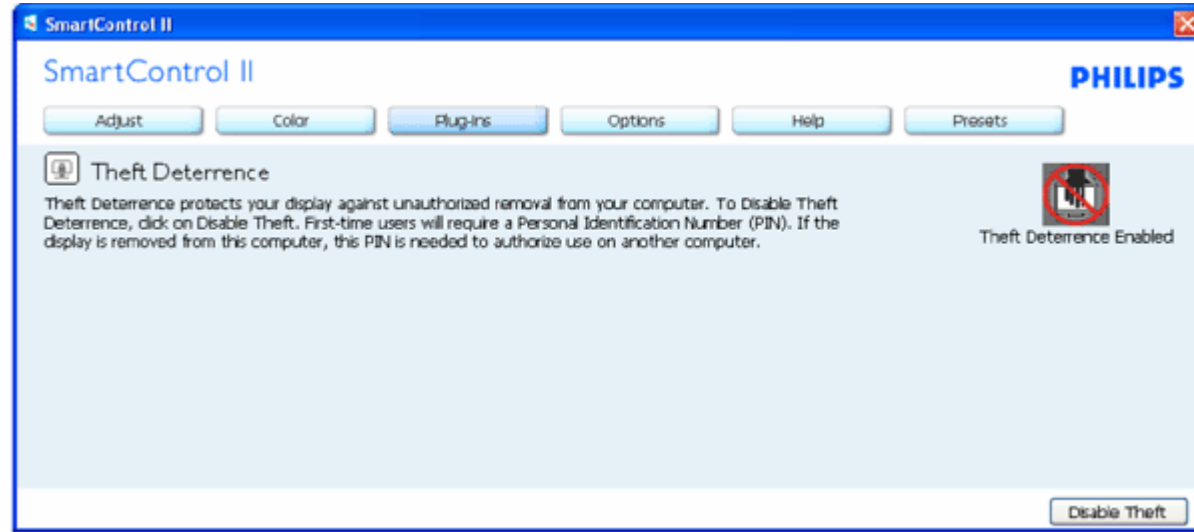 SmartControl II
SmartControl II
PHILIPS
Adjust
Color
Plug-Ins
Options
Help
Presets
Theft Deterrence
Theft Deterrence protects your display against unauthorized removal from your computer. To Disable Theft
Deterrence, click on Disable Theft. First-time users will require a Personal Identification Number (PIN). If the
display is removed from this computer, this PIN is needed to authorize use on another computer.
Theft Deterrence Enabled
Disable Theft